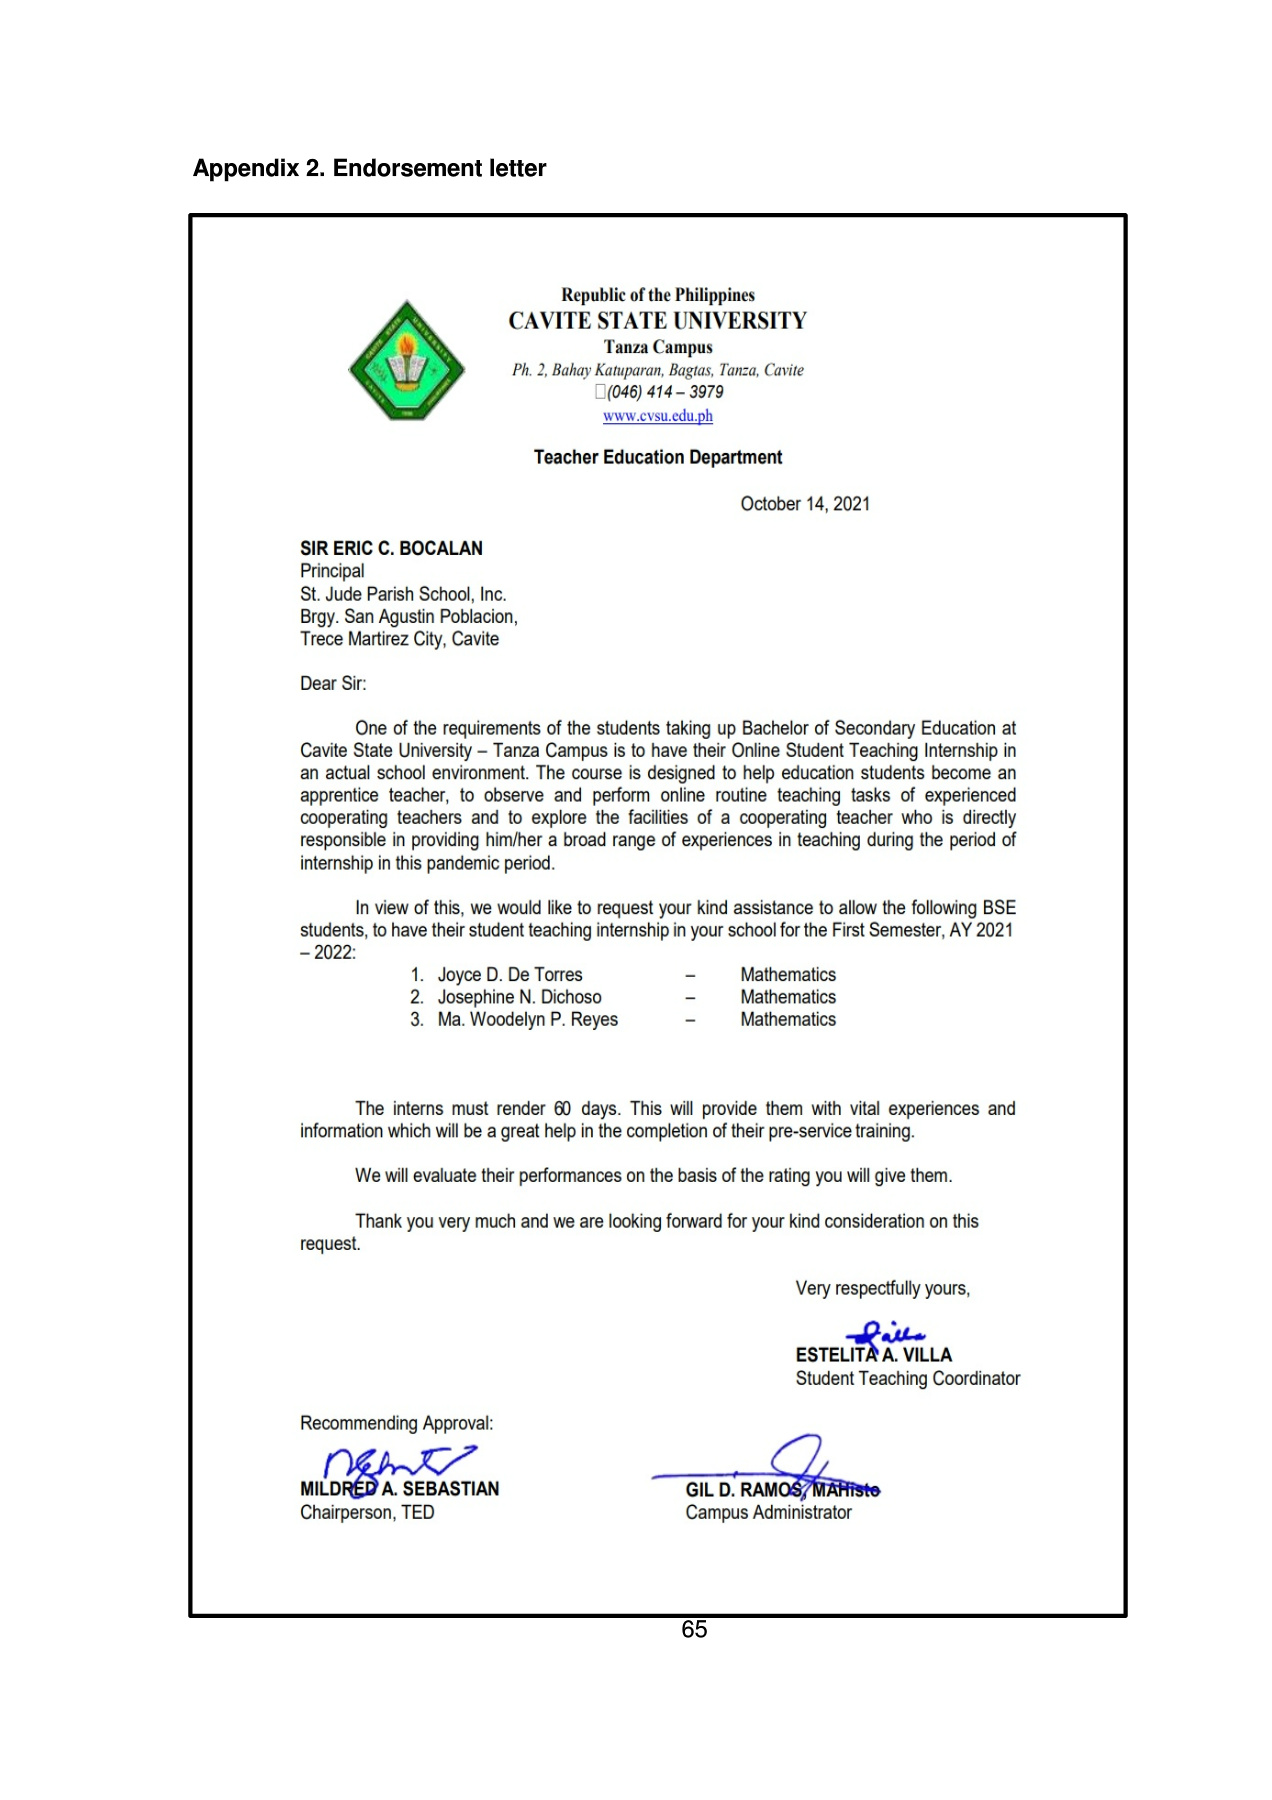 Appendix 2. Endorsement letter
Republic of the Philippines
CAVITE STATE UNIVERSITY
Tanza Campus
Ph. 2, Bahay Katuparan, Bagtas, Tanza, Cavite
(046) 414 – 3979
www.cvsu.edu.ph
Teacher Education Department
October 14, 2021
SIR ERIC C. BOCALAN
Principal
St. Jude Parish School, Inc.
Brgy. San Agustin Poblacion,
Trece Martirez City, Cavite
Dear Sir:
One of the requirements of the students taking up Bachelor of Secondary Education at
Cavite State University – Tanza Campus is to have their Online Student Teaching Internship in
an actual school environment. The course is designed to help education students become an
apprentice teacher, to observe and perform online routine teaching tasks of experienced
cooperating teachers and to explore the facilities of a cooperating teacher who is directly
responsible in providing him/her a broad range of experiences in teaching during the period of
internship in this pandemic period.
In view of this, we would like to request your kind assistance to allow the following BSE
students, to have their student teaching internship in your school for the First Semester, AY 2021
– 2022:
1. Joyce D. De Torres – Mathematics
2. Josephine N. Dichoso – Mathematics
3. Ma. Woodelyn P. Reyes – Mathematics
The interns must render 60 days. This will provide them with vital experiences and
information which will be a great help in the completion of their pre-service training.
We will evaluate their performances on the basis of the rating you will give them.
Thank you very much and we are looking forward for your kind consideration on this
request.
Very respectfully yours,
ESTELITA A. VILLA
Student Teaching Coordinator
Recommending Approval:
MILDRED A. SEBASTIAN GIL D. RAMOS, MAHisto
Chairperson, TED Campus Administrator
65